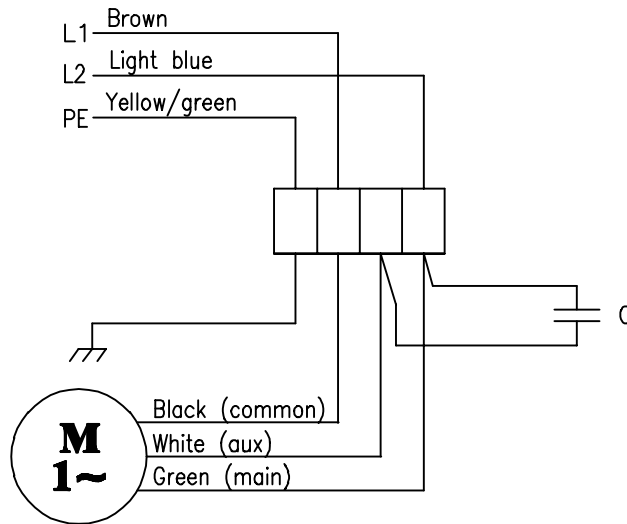 L1 Brown
L2 Light blue
PE Yellow/green
C
Black (common)
M
White (aux)
1~
Green (main)